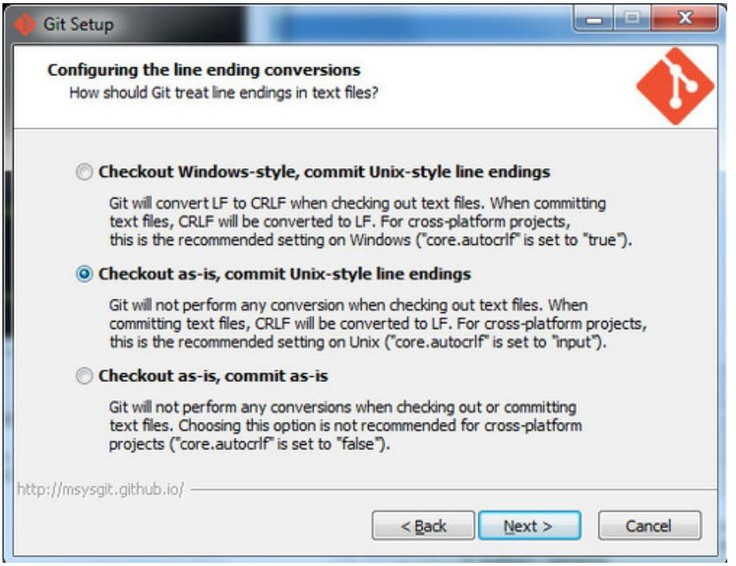 Git Setup
Configuring the line ending conversions
How should Git treat line endings in text files?
Checkout Windows-style, commit Unix-style line endings
Git will convert LF to CRLF when checking out text files. When committing
text files, CRLF will be converted to LF. For cross-platform projects,
this is the recommended setting on Windows ("core.autocrlf" is set to "true").
Checkout as-is, commit Unix-style line endings
Git will not perform any conversion when checking out text files. When
committing text files, CRLF will be converted to LF. For cross-platform projects,
this is the recommended setting on Unix ("core.autocrlf" is set to "input").
Checkout as-is, commit as-is
Git will not perform any conversions when checking out or committing
text files. Choosing this option is not recommended for cross-platform
projects ("core.autocrlf" is set to "false").
http://msysgit.github.io/
< Back Next > Cancel